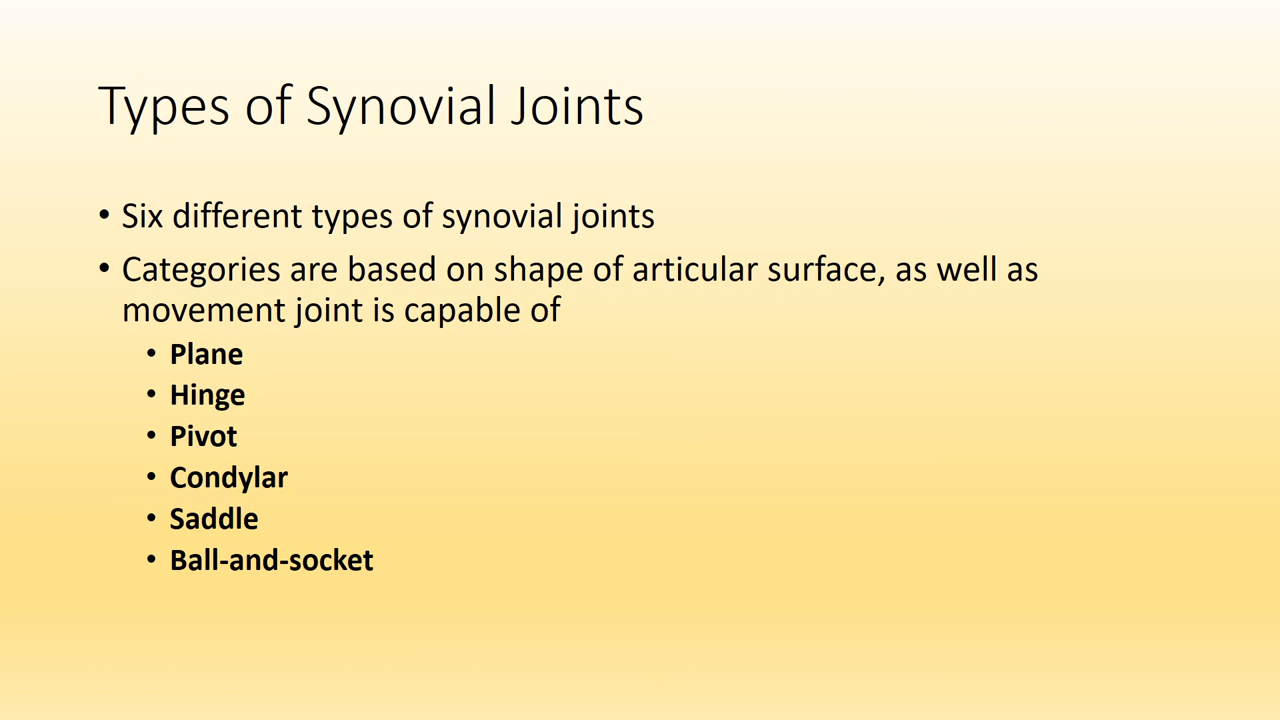 Types of Synovial Joints
• Six different types of synovial joints
• Categories are based on shape of articular surface, as well as
movement joint is capable of
• Plane
• Hinge
• Pivot
• Condylar
• Saddle
• Ball-and-socket